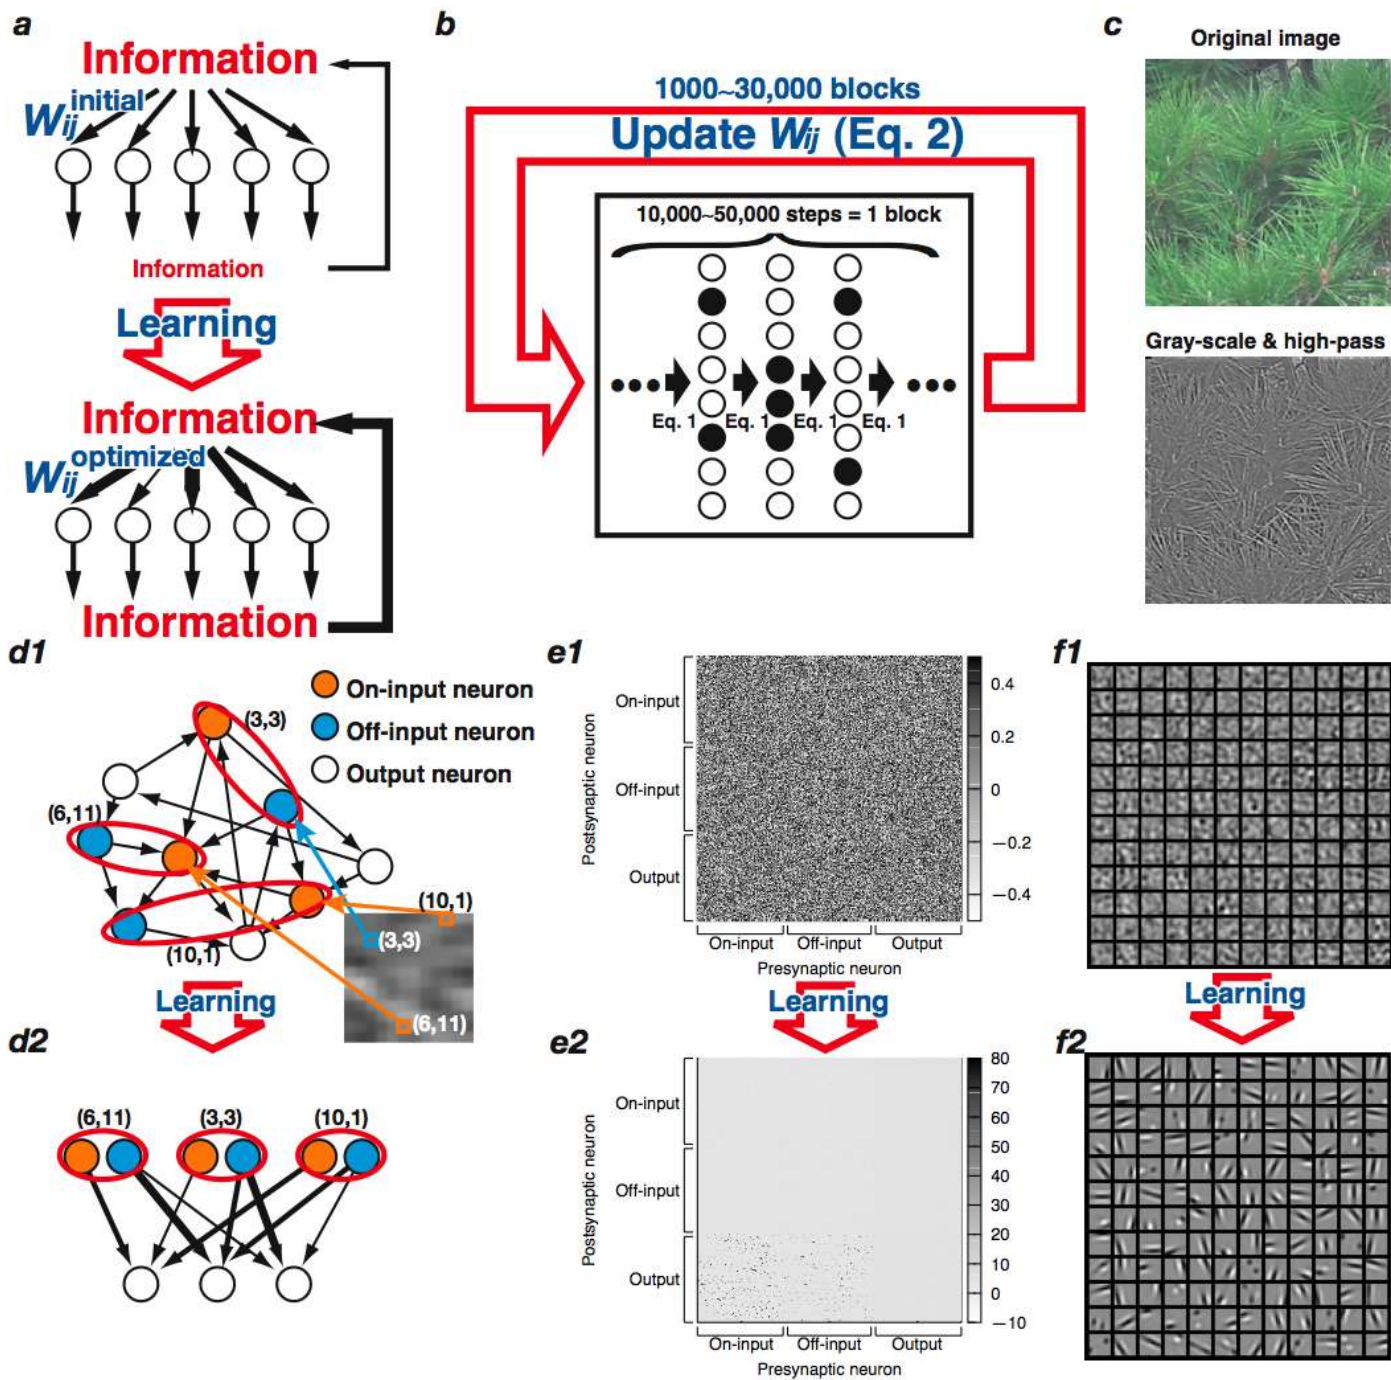 a
Information
Wij initial
Information
Learning
Information
Wij optimized
Information
b
1000~30,000 blocks
Update Wij (Eq. 2)
10,000~50,000 steps = 1 block
Eq. 1 Eq. 1 Eq. 1 Eq. 1
c
Original image
Gray-scale & high-pass
d1
On-input neuron
Off-input neuron
Output neuron
(3,3)
(6,11)
(10,1)
(10,1)
(3,3)
(6,11)
Learning
d2
(6,11) (3,3) (10,1)
e1
Postsynaptic neuron
On-input
Off-input
Output
0.4
0.2
0
−0.2
−0.4
On-input Off-input Output
Presynaptic neuron
Learning
e2
Postsynaptic neuron
On-input
Off-input
Output
80
70
60
50
40
30
20
10
0
−10
On-input Off-input Output
Presynaptic neuron
f1
Learning
f2